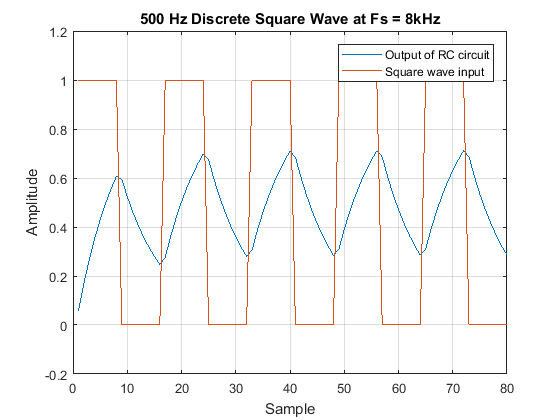 500 Hz Discrete Square Wave at Fs = 8kHz
1.2
Output of RC circuit
Square wave input
1
0.8
0.6
0.4
0.2
0
-0.2
Amplitude
0 10 20 30 40 50 60 70 80
Sample